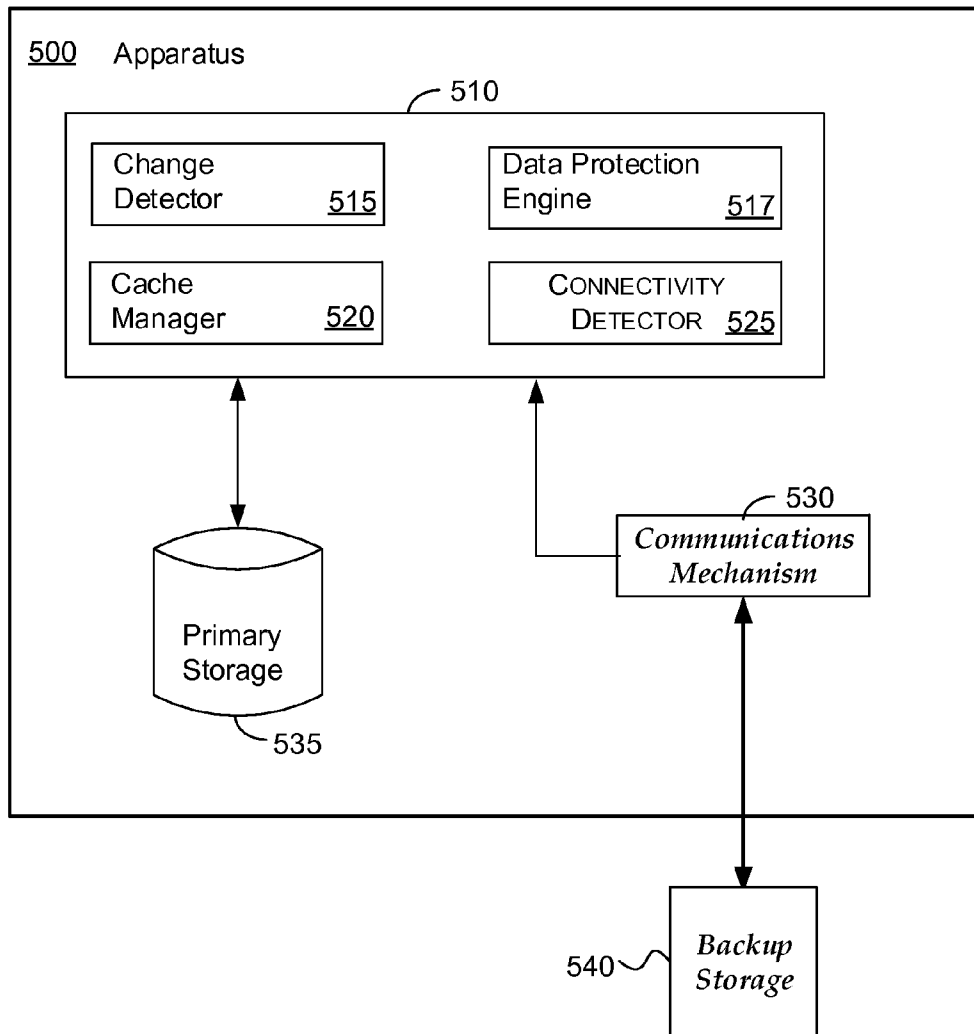 500 Apparatus
510
Change
Detector 515
Data Protection
Engine 517
Cache
Manager 520
CONNECTIVITY
DETECTOR 525
530
Communications
Mechanism
Primary
Storage
535
540
Backup
Storage